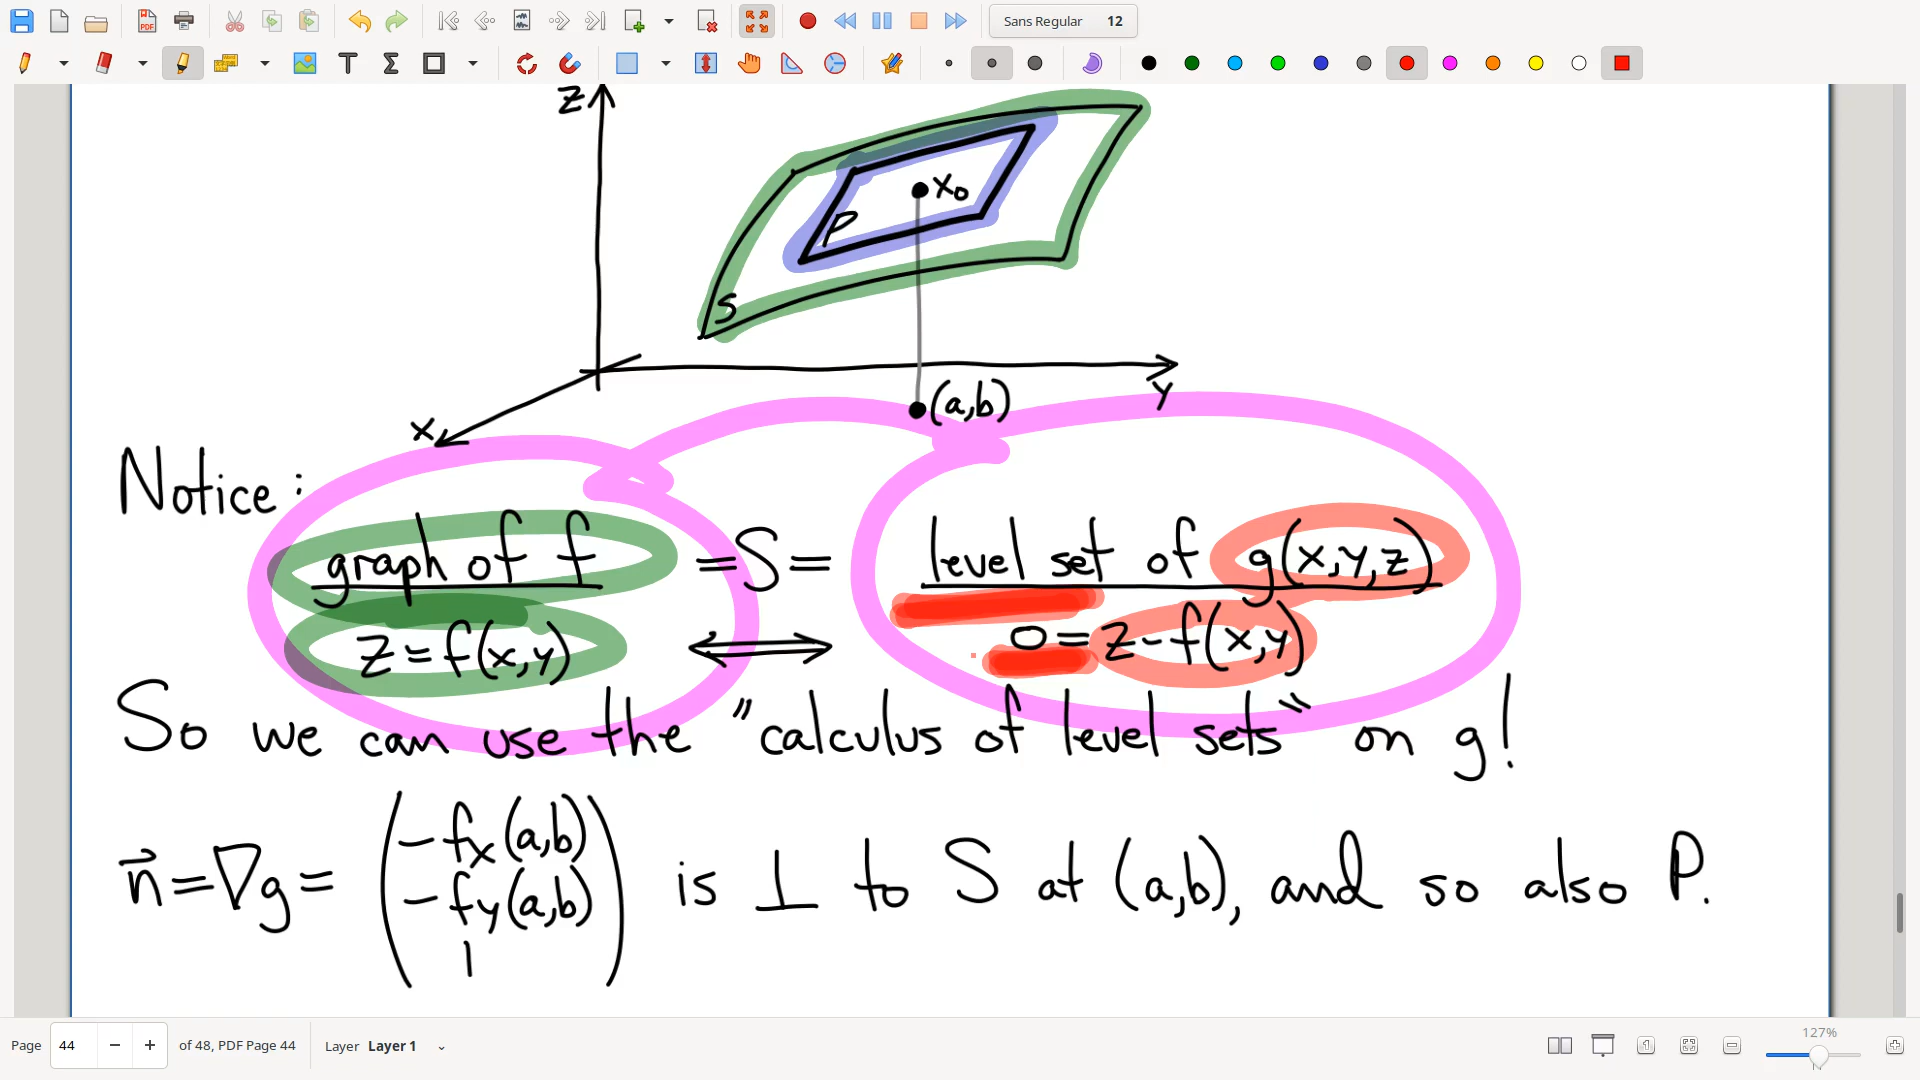 Sans Regular 12
z
x₀
P
S
(a,b)
y
x
Notice:
graph of f =S= level set of g(x,y,z)
z=f(x,y) ⟺ 0=z-f(x,y)
So we can use the "calculus of level sets" on g!
n⃗=∇g= (-fx(a,b)
-fy(a,b)
1) is ⊥ to S at (a,b), and so also P.
Page 44 − + of 48, PDF Page 44 Layer Layer 1 127%